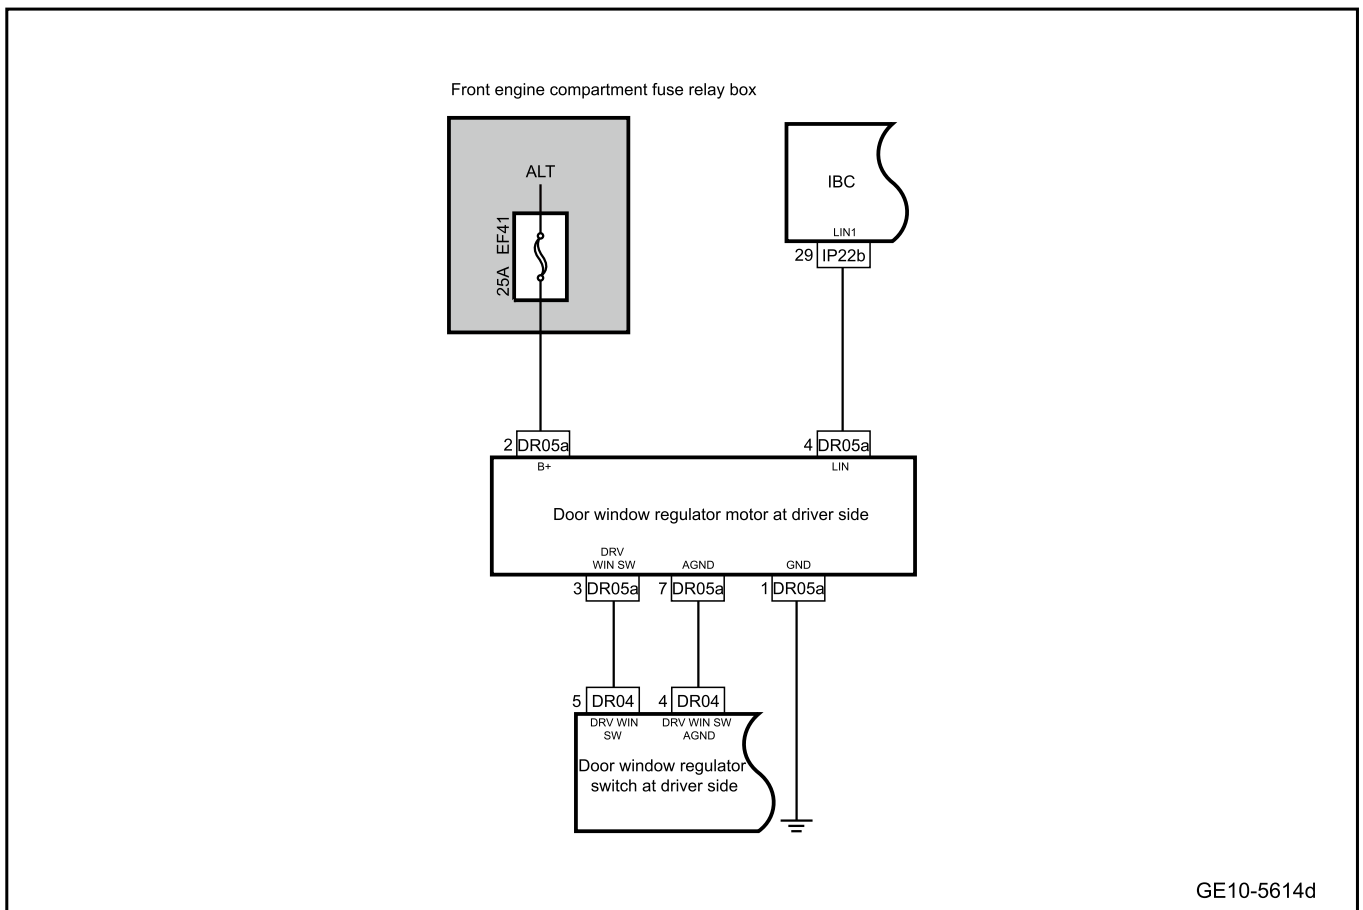 Front engine compartment fuse relay box
ALT
25A EF41
IBC
LIN1
29 IP22b
2 DR05a
4 DR05a
B+
LIN
Door window regulator motor at driver side
DRV
WIN SW
AGND
GND
3 DR05a
7 DR05a
1 DR05a
5 DR04
4 DR04
DRV WIN
SW
DRV WIN SW
AGND
Door window regulator
switch at driver side
GE10-5614d